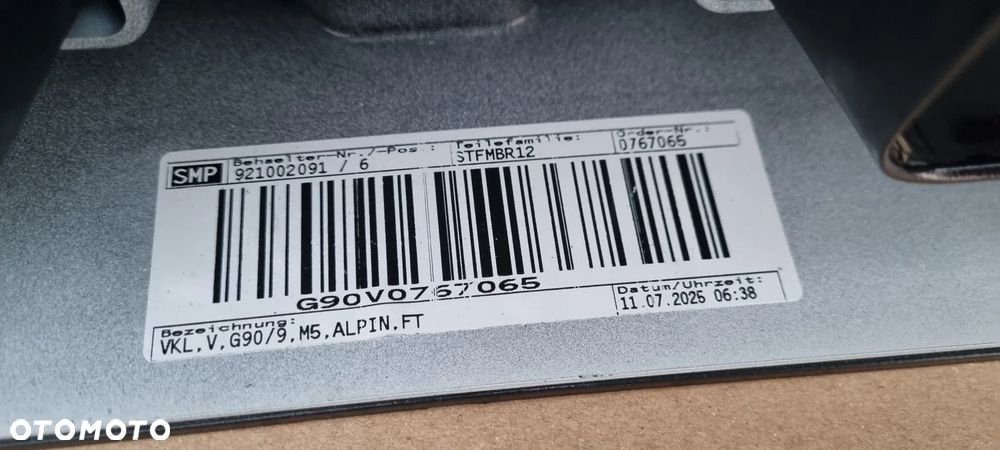 SMP
Behaelter-Nr./-Pos.:
921002091 / 6
Teilefamilie:
STFMBR12
Order-Nr.:
0767065
G90V0767065
Bezeichnung:
VKL,V,G90/9,M5,ALPIN,FT
Datum/Uhrzeit:
11.07.2025 06:38
OTOMOTO